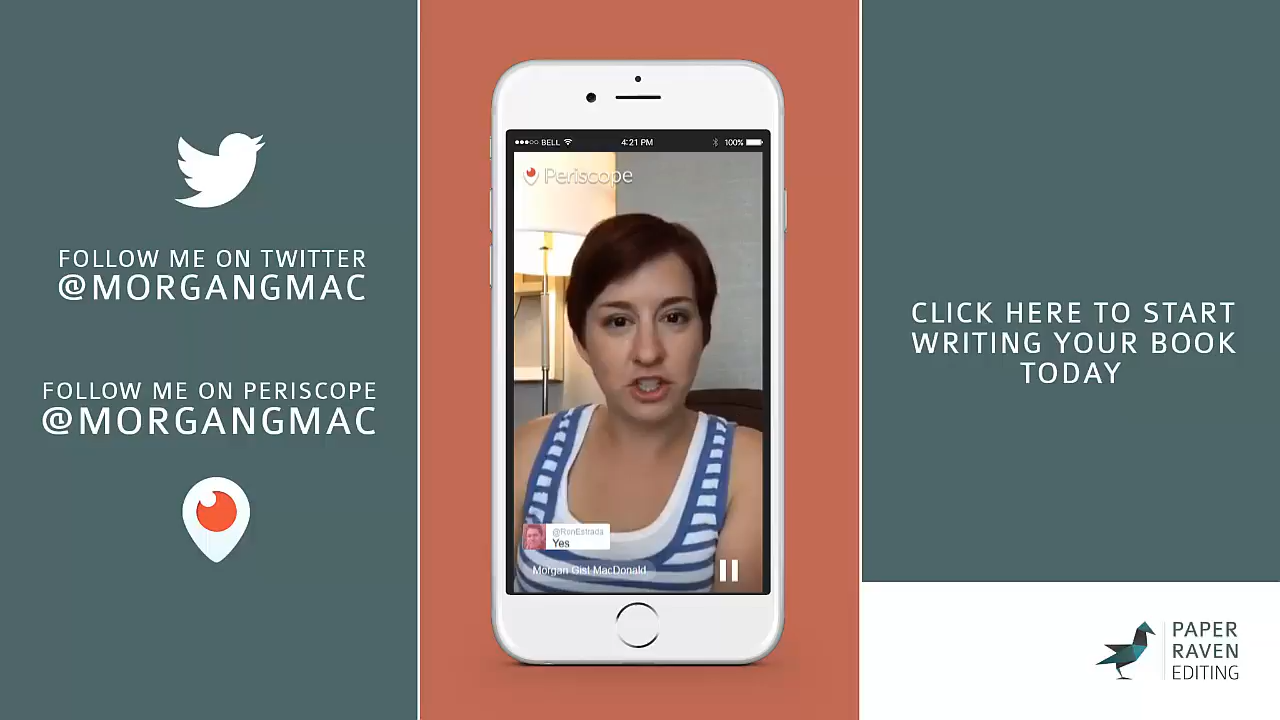 FOLLOW ME ON TWITTER
@MORGANGMAC
FOLLOW ME ON PERISCOPE
@MORGANGMAC
BELL 4:21 PM 100%
Periscope
@RonEstrada
Yes
Morgan Gist MacDonald
CLICK HERE TO START
WRITING YOUR BOOK
TODAY
PAPER
RAVEN
EDITING